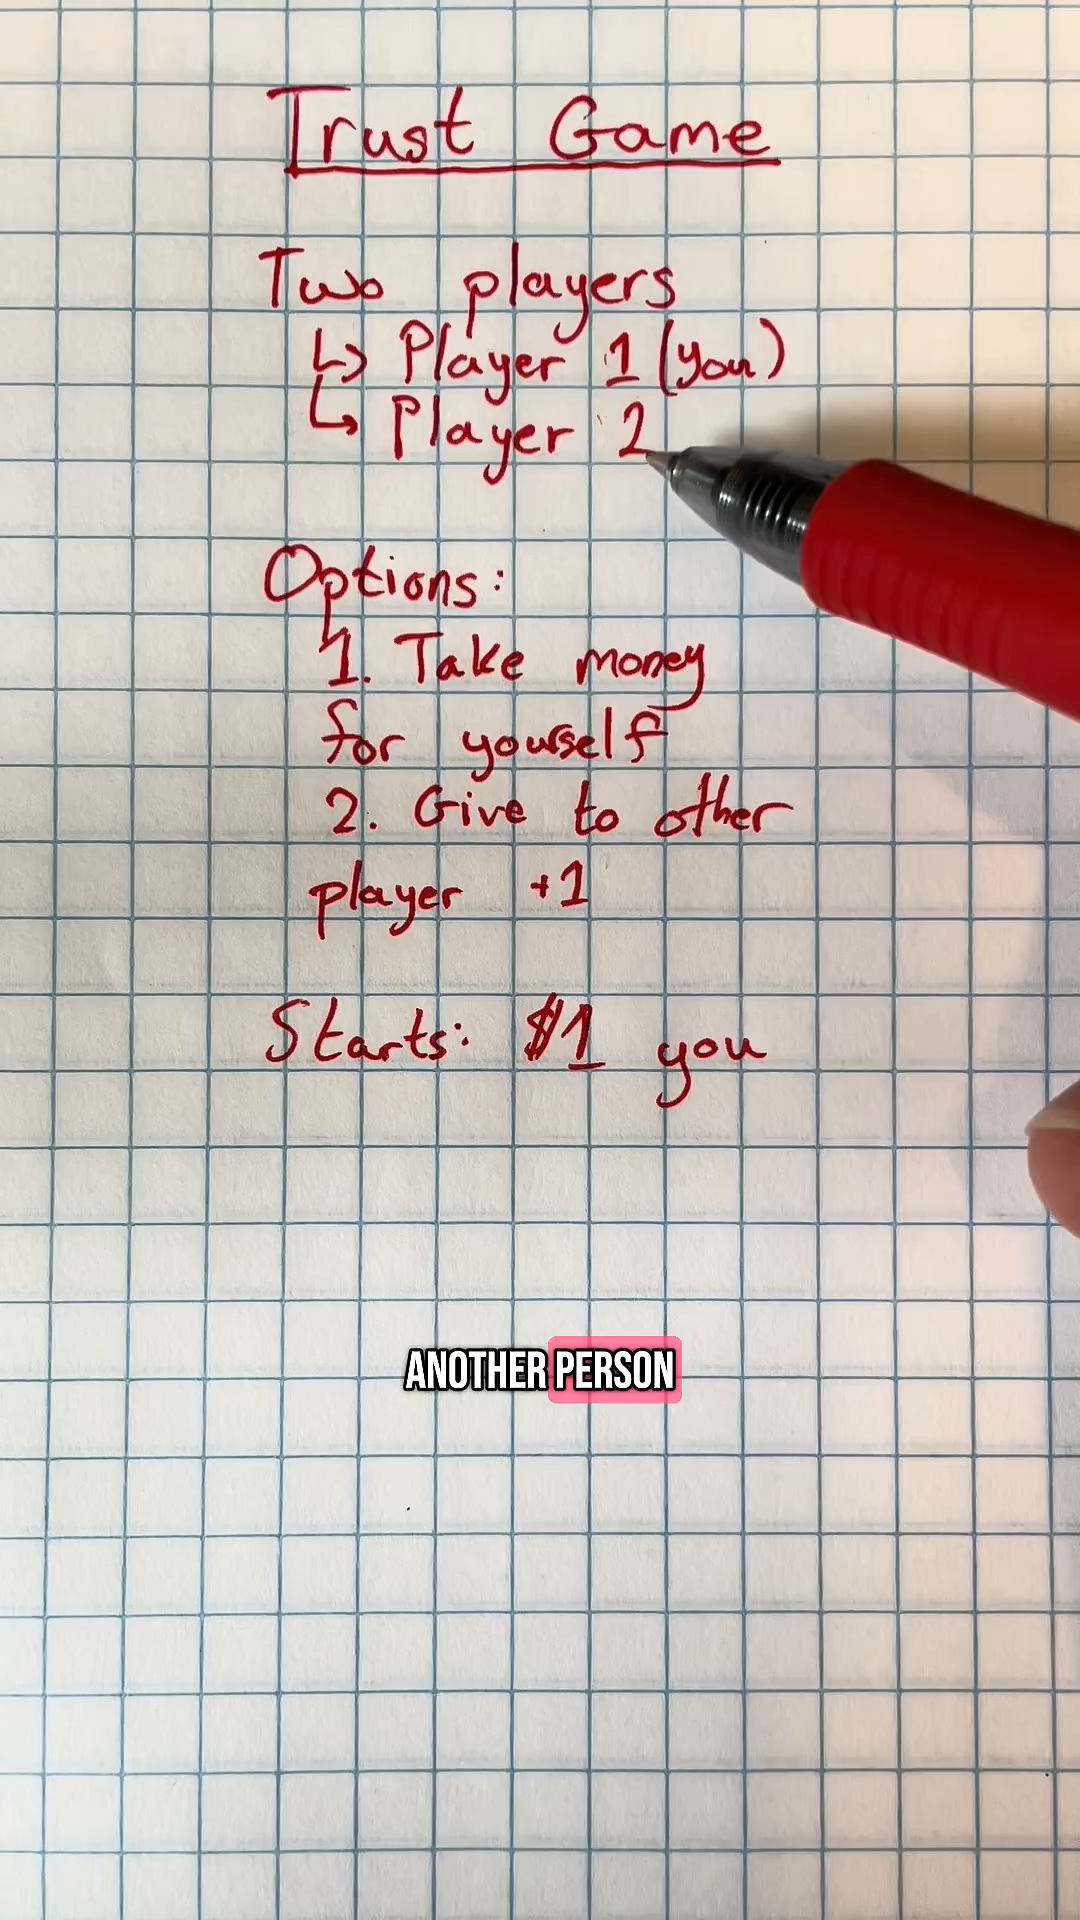 Trust Game
Two players
↳ Player 1 (you)
↳ Player 2
Options:
1. Take money
for yourself
2. Give to other
player +1
Starts: $1 you
ANOTHER PERSON